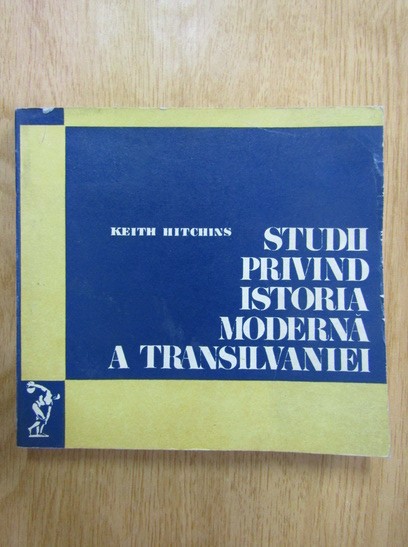 KEITH HITCHINS
STUDII
PRIVIND
ISTORIA
MODERNĂ
A TRANSILVANIEI